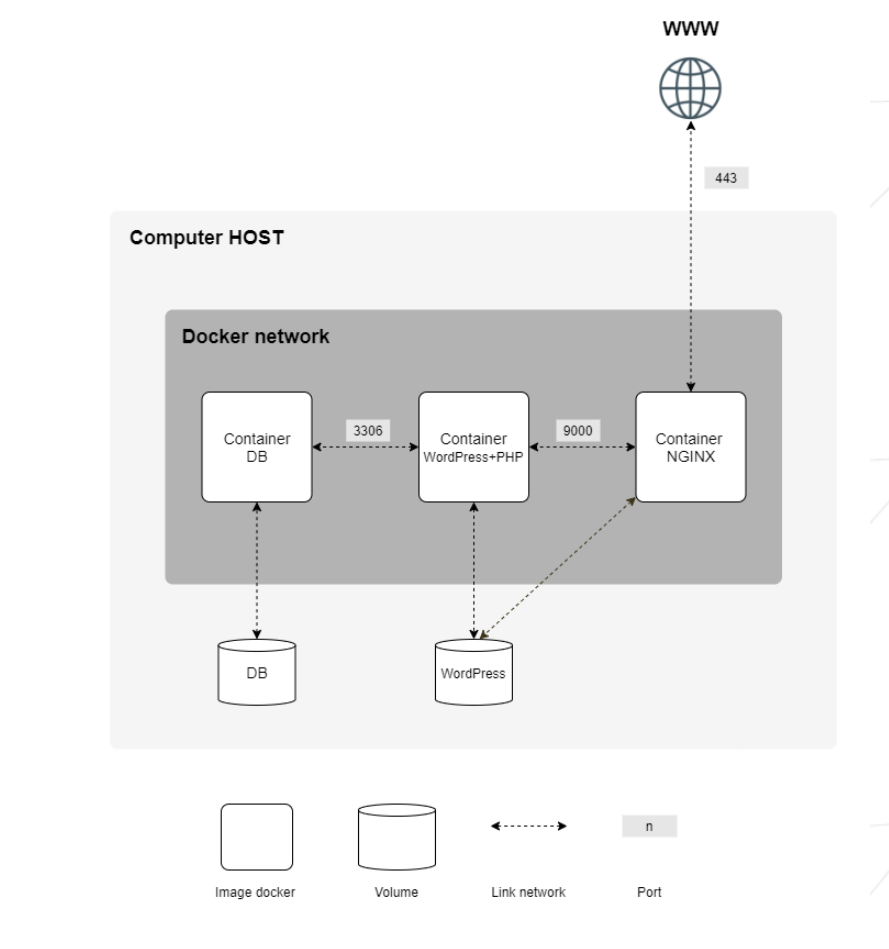 WWW
443
Computer HOST
Docker network
Container
DB
3306
Container
WordPress+PHP
9000
Container
NGINX
DB
WordPress
n
Image docker
Volume
Link network
Port